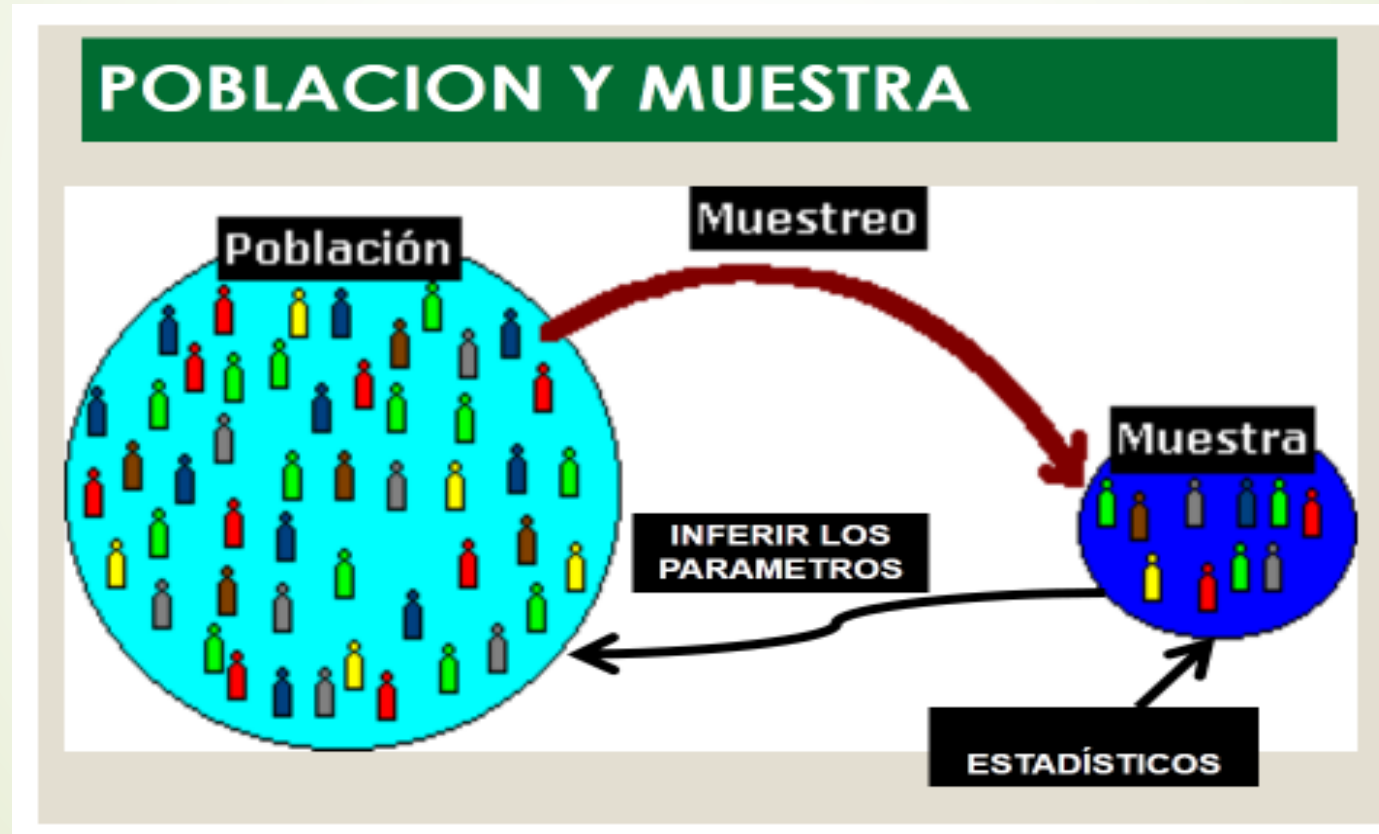 POBLACION Y MUESTRA
Muestreo
Población
Muestra
INFERIR LOS
PARAMETROS
ESTADÍSTICOS